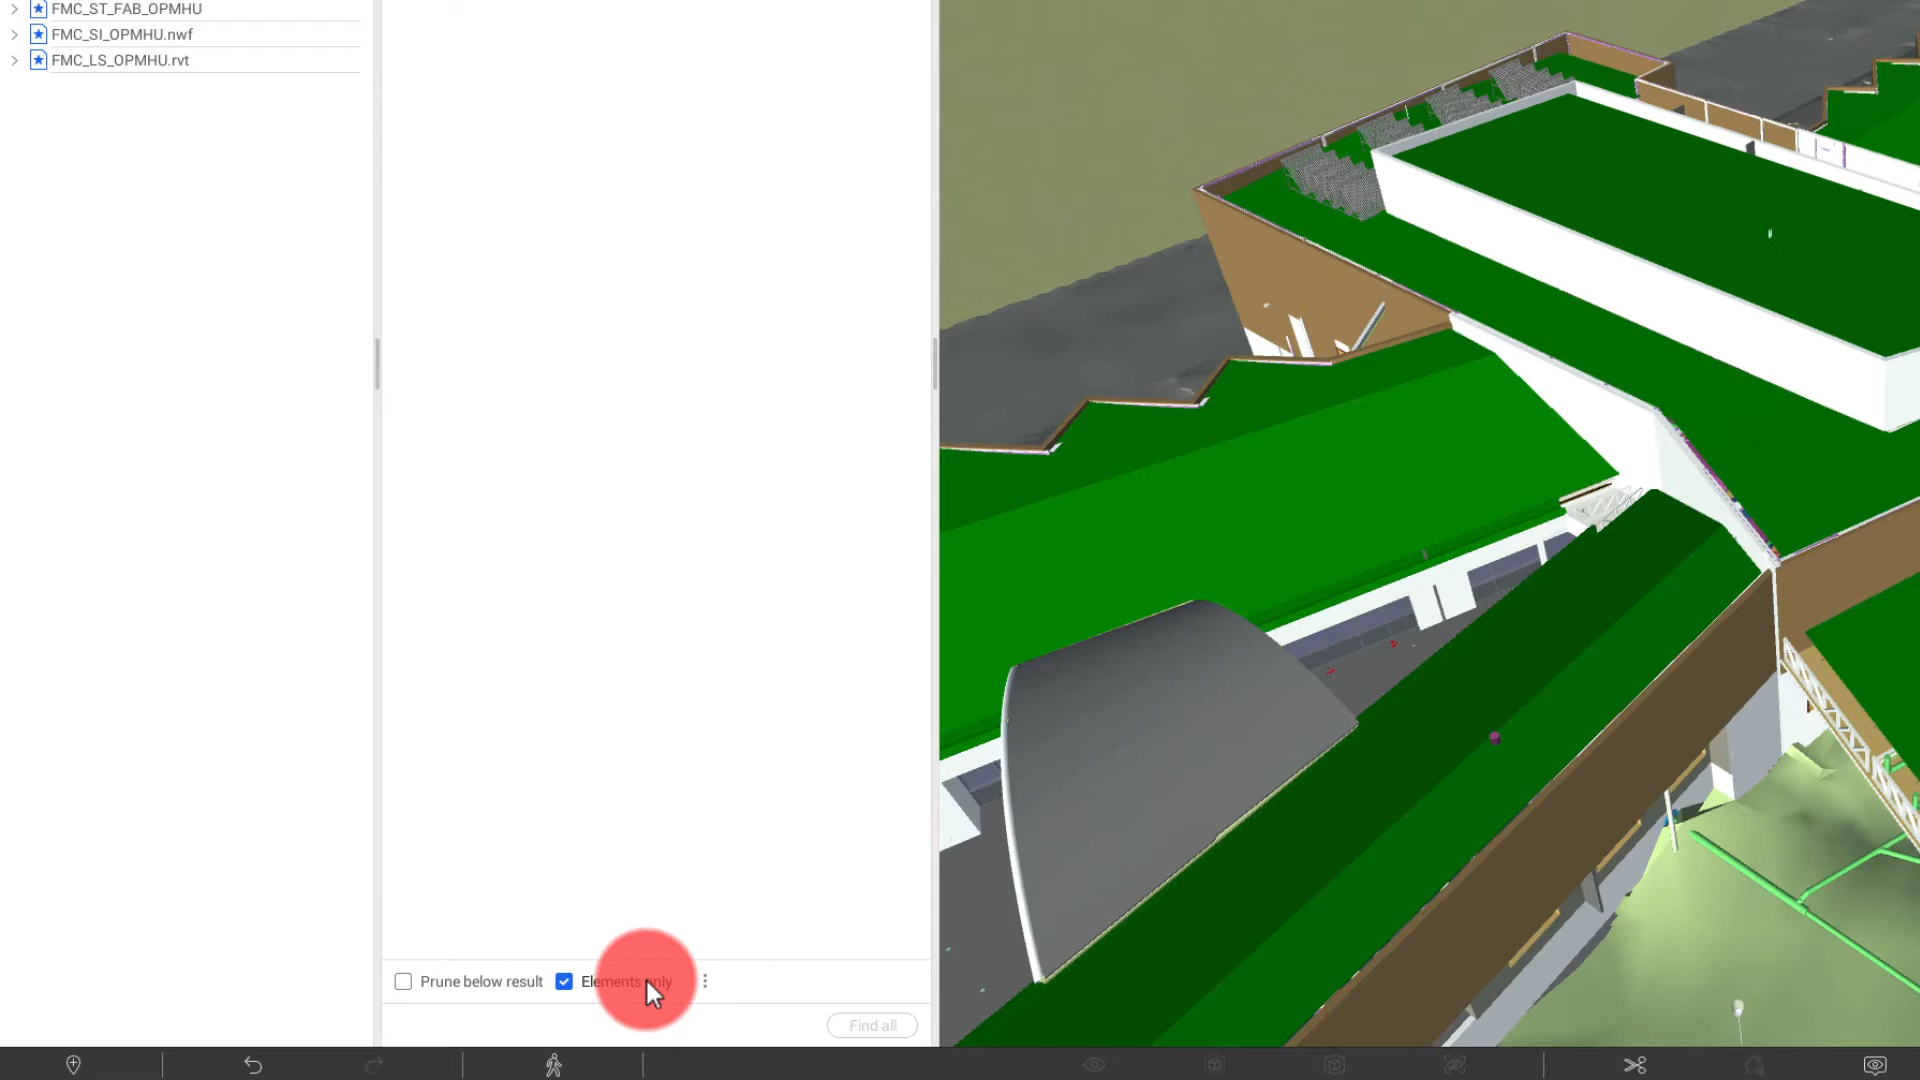 FMC_ST_FAB_OPMHU
FMC_SI_OPMHU.nwf
FMC_LS_OPMHU.rvt
Prune below result
Elements only
Find all